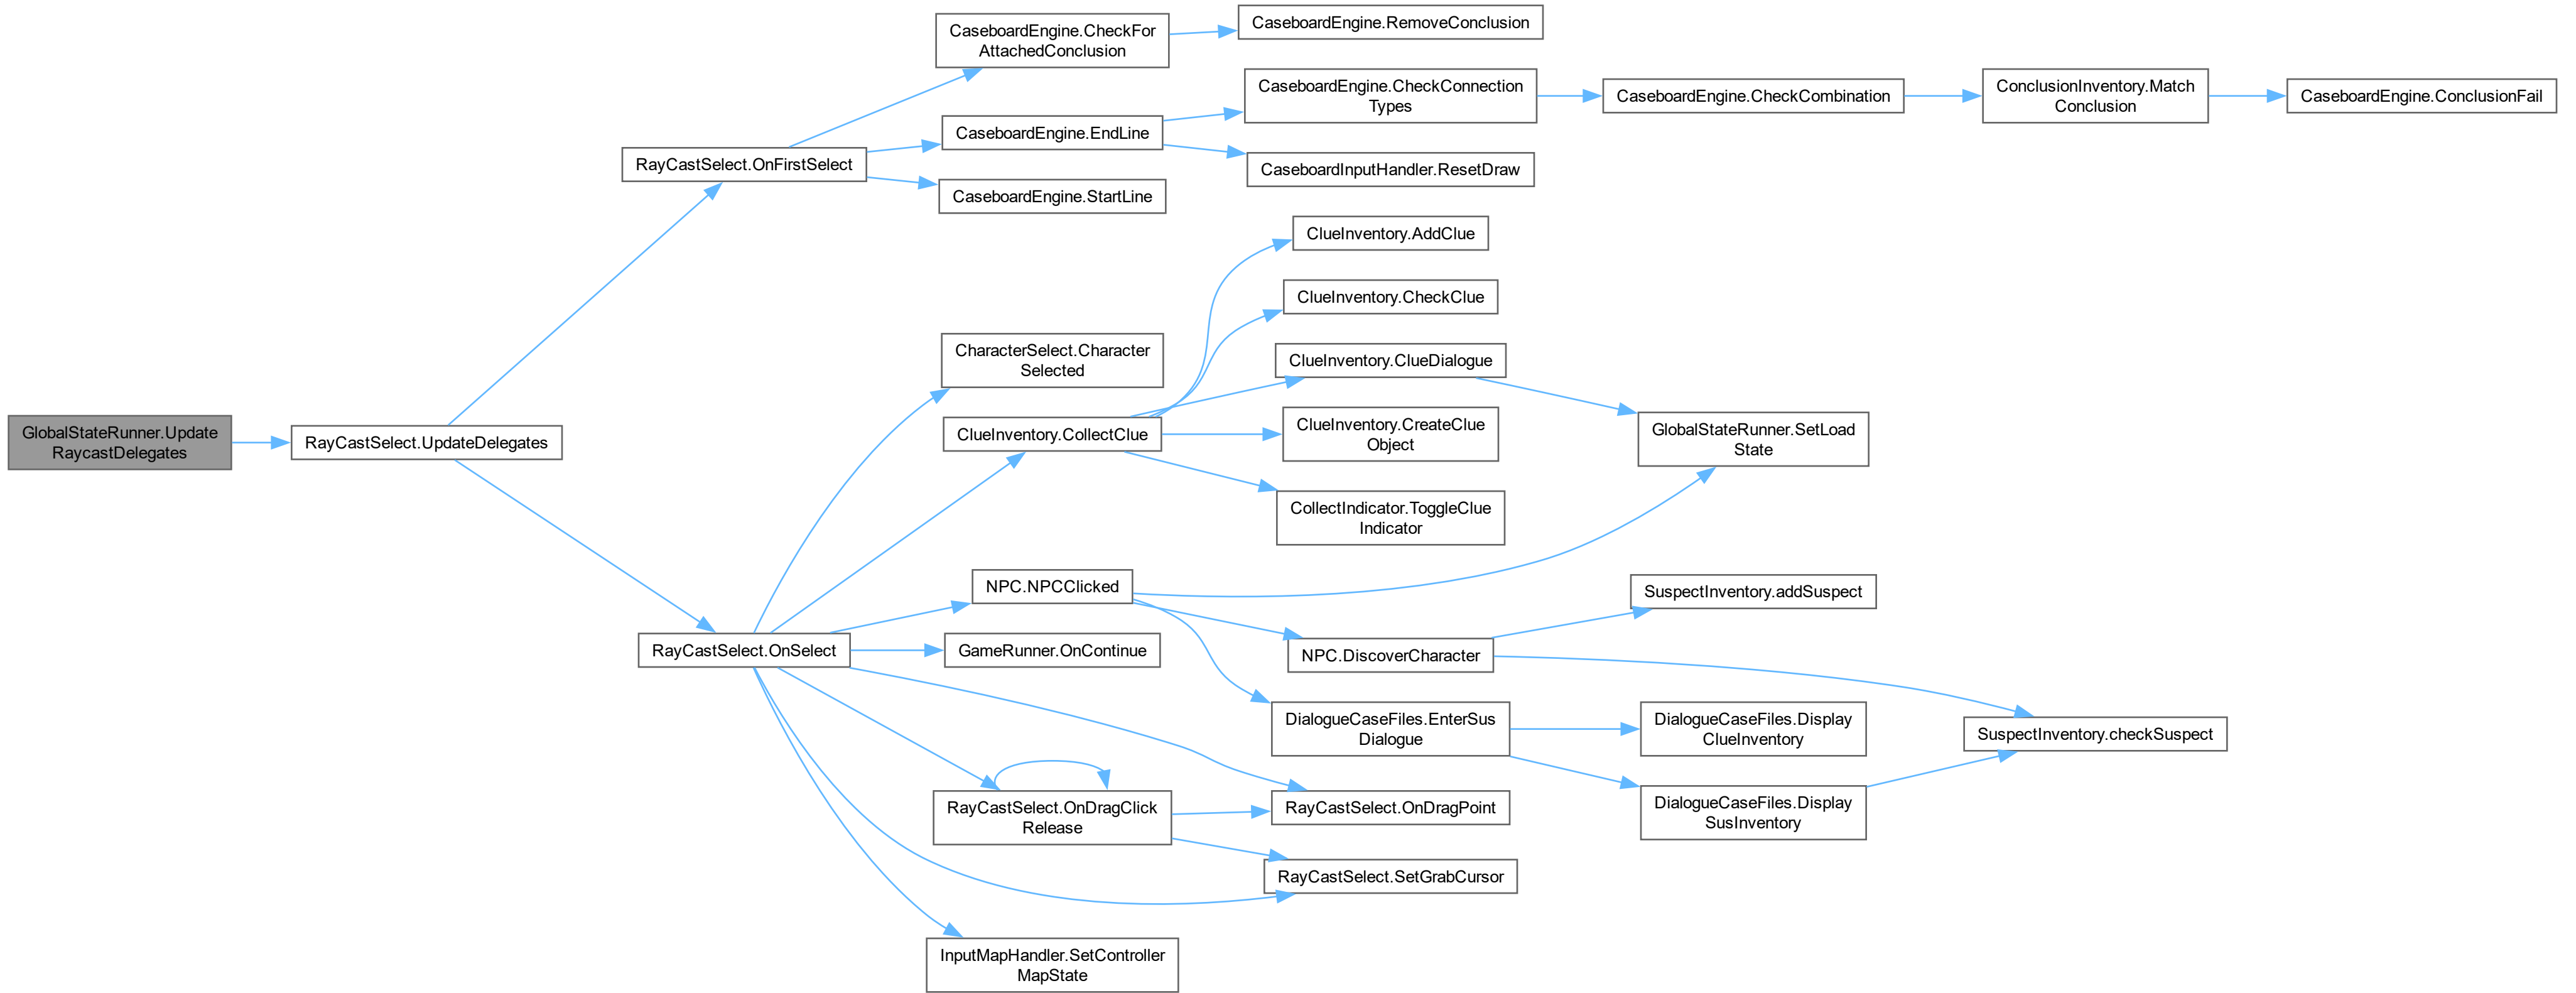 CaseboardEngine.CheckFor
AttachedConclusion
CaseboardEngine.RemoveConclusion
CaseboardEngine.CheckConnection
Types
CaseboardEngine.CheckCombination
ConclusionInventory.Match
Conclusion
CaseboardEngine.ConclusionFail
CaseboardEngine.EndLine
RayCastSelect.OnFirstSelect
CaseboardInputHandler.ResetDraw
CaseboardEngine.StartLine
ClueInventory.AddClue
ClueInventory.CheckClue
CharacterSelect.Character
Selected
ClueInventory.ClueDialogue
GlobalStateRunner.Update
RaycastDelegates
RayCastSelect.UpdateDelegates
ClueInventory.CollectClue
ClueInventory.CreateClue
Object
GlobalStateRunner.SetLoad
State
CollectIndicator.ToggleClue
Indicator
NPC.NPCClicked
SuspectInventory.addSuspect
RayCastSelect.OnSelect
GameRunner.OnContinue
NPC.DiscoverCharacter
DialogueCaseFiles.EnterSus
Dialogue
DialogueCaseFiles.Display
ClueInventory
SuspectInventory.checkSuspect
RayCastSelect.OnDragClick
Release
RayCastSelect.OnDragPoint
DialogueCaseFiles.Display
SusInventory
RayCastSelect.SetGrabCursor
InputMapHandler.SetController
MapState